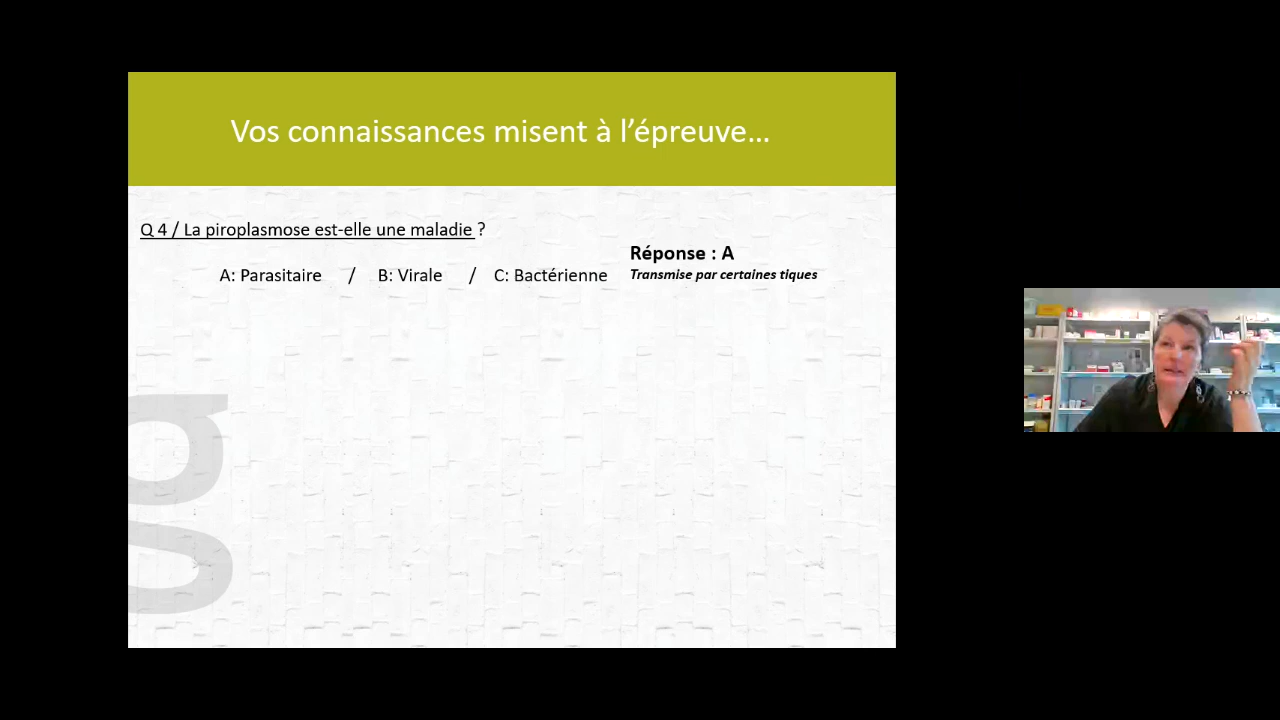 Vos connaissances misent à l’épreuve...
Q 4 / La piroplasmose est-elle une maladie ?
Réponse : A
A: Parasitaire / B: Virale / C: Bactérienne
Transmise par certaines tiques
g